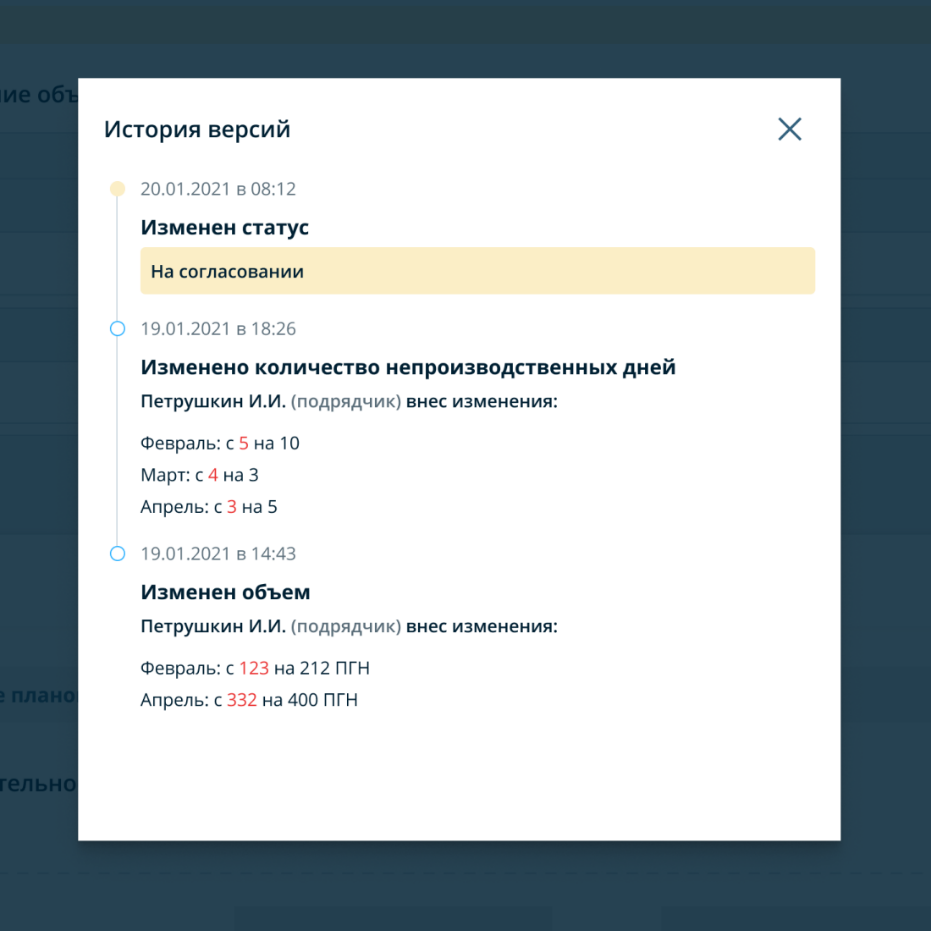 История версий
20.01.2021 в 08:12
Изменен статус
На согласовании
19.01.2021 в 18:26
Изменено количество непроизводственных дней
Петрушкин И.И. (подрядчик) внес изменения:
Февраль: с 5 на 10
Март: с 4 на 3
Апрель: с 3 на 5
19.01.2021 в 14:43
Изменен объем
Петрушкин И.И. (подрядчик) внес изменения:
Февраль: с 123 на 212 ПГН
Апрель: с 332 на 400 ПГН